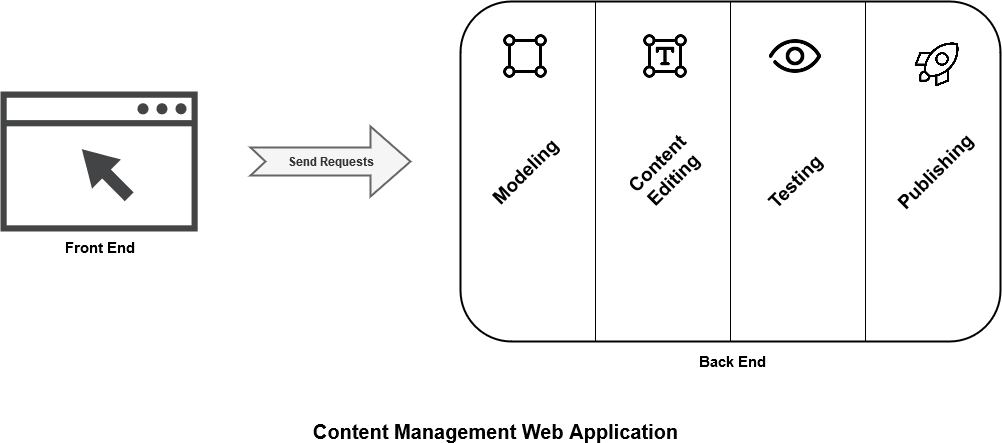 Front End
Send Requests
T
Modeling
Content
Editing
Testing
Publishing
Back End
Content Management Web Application